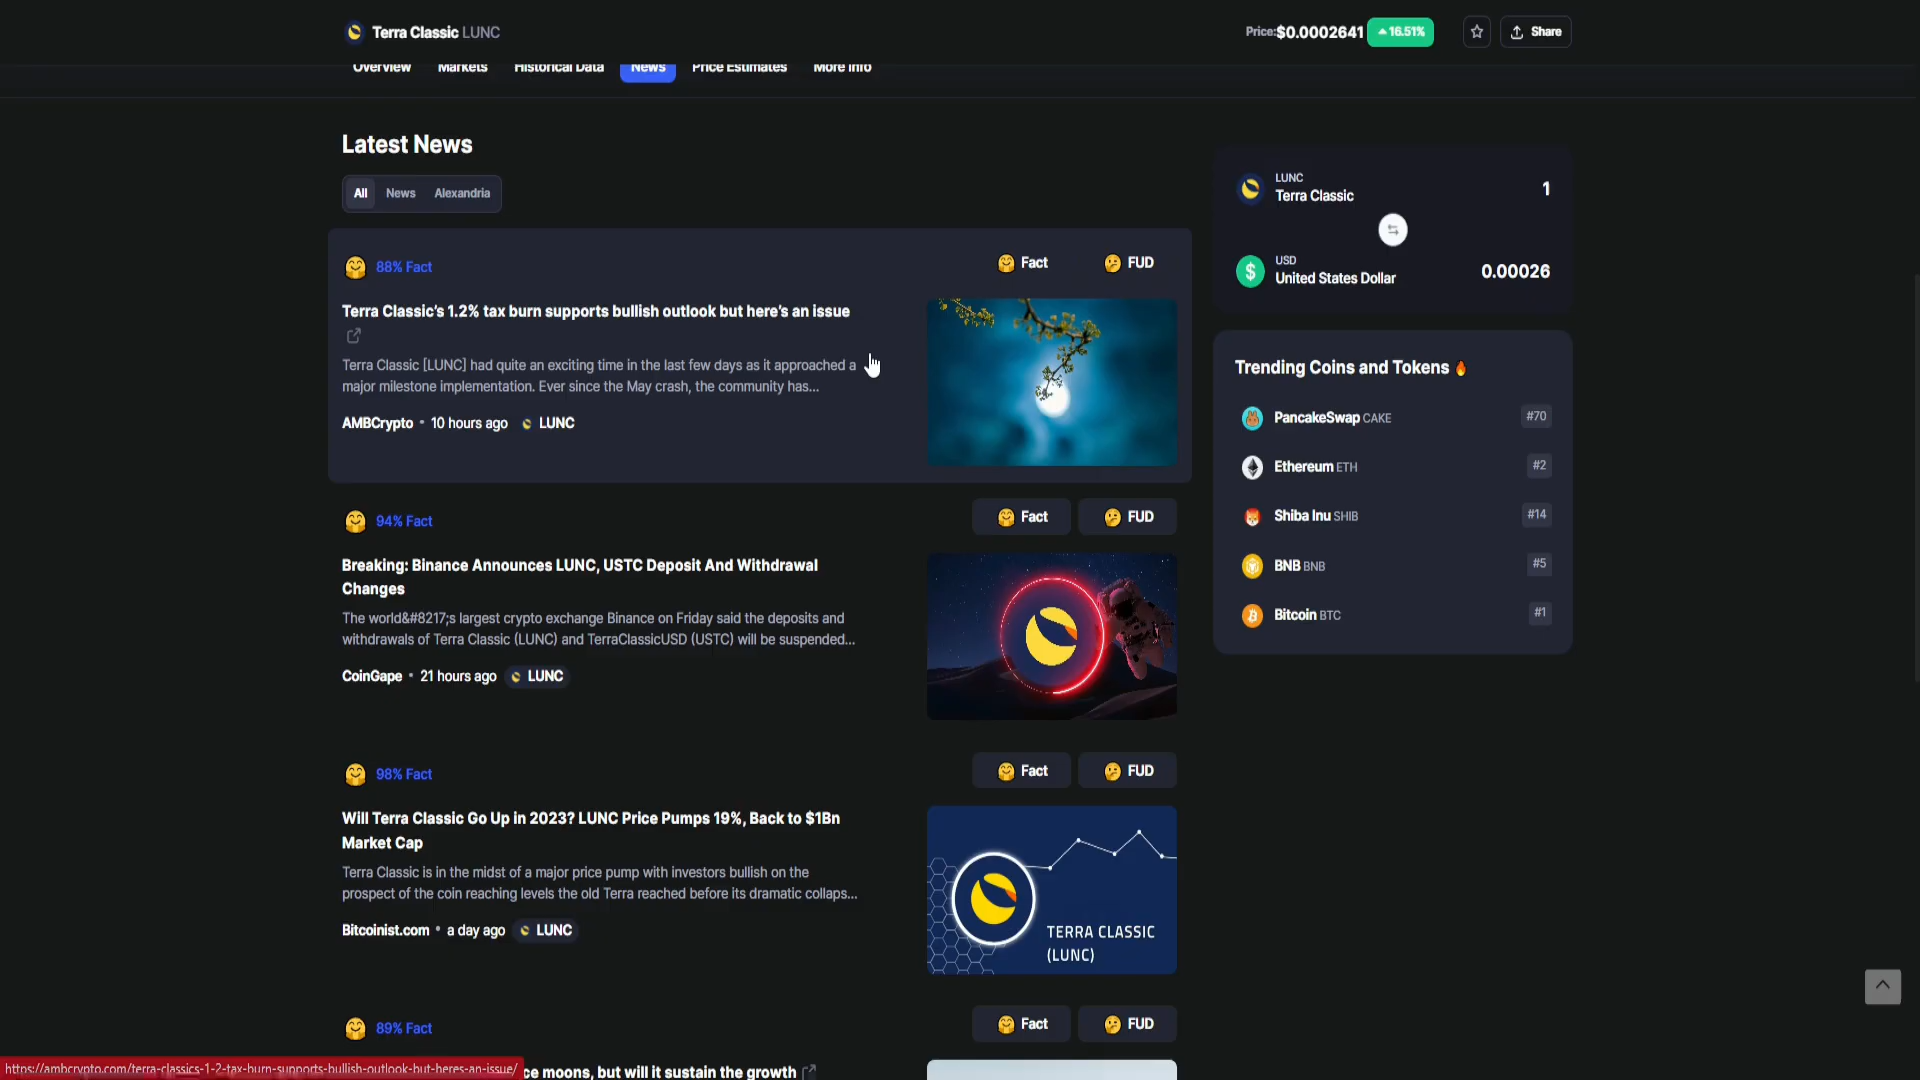 Terra Classic LUNC
Price:$0.0002641 16.51%
Share
Overview Markets Historical Data News Price Estimates More Info
Latest News
All News Alexandria
88% Fact
Fact FUD
Terra Classic's 1.2% tax burn supports bullish outlook but here's an issue
Terra Classic [LUNC] had quite an exciting time in the last few days as it approached a
major milestone implementation. Ever since the May crash, the community has...
AMBCrypto • 10 hours ago LUNC
94% Fact
Fact FUD
Breaking: Binance Announces LUNC, USTC Deposit And Withdrawal
Changes
The world&#8217;s largest crypto exchange Binance on Friday said the deposits and
withdrawals of Terra Classic (LUNC) and TerraClassicUSD (USTC) will be suspended...
CoinGape • 21 hours ago LUNC
98% Fact
Fact FUD
Will Terra Classic Go Up in 2023? LUNC Price Pumps 19%, Back to $1Bn
Market Cap
Terra Classic is in the midst of a major price pump with investors bullish on the
prospect of the coin reaching levels the old Terra reached before its dramatic collaps...
Bitcoinist.com • a day ago LUNC
TERRA CLASSIC
(LUNC)
89% Fact
Fact FUD
ce moons, but will it sustain the growth
https://ambcrypto.com/terra-classics-1-2-tax-burn-supports-bullish-outlook-but-heres-an-issue/
LUNC
Terra Classic
1
USD
United States Dollar
0.00026
Trending Coins and Tokens
PancakeSwap CAKE #70
Ethereum ETH #2
Shiba Inu SHIB #14
BNB BNB #5
Bitcoin BTC #1